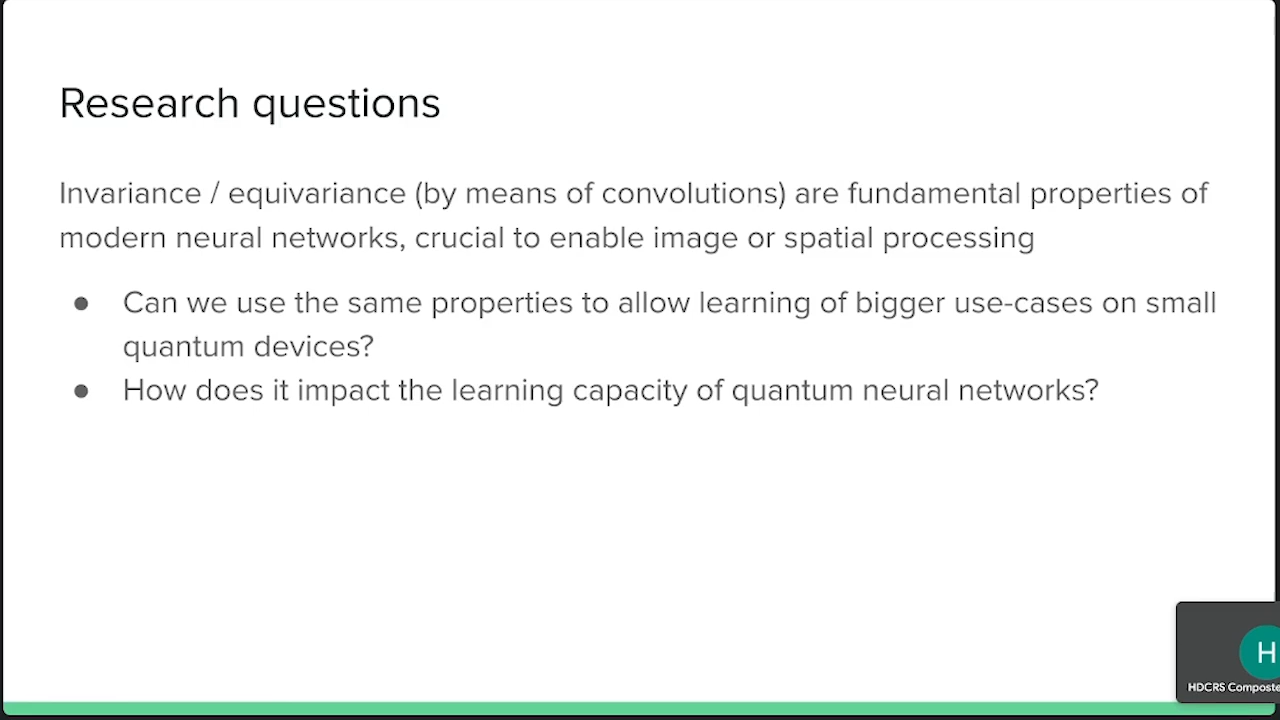 Research questions
Invariance / equivariance (by means of convolutions) are fundamental properties of
modern neural networks, crucial to enable image or spatial processing
● Can we use the same properties to allow learning of bigger use-cases on small
quantum devices?
● How does it impact the learning capacity of quantum neural networks?
H
HDCRS Composte